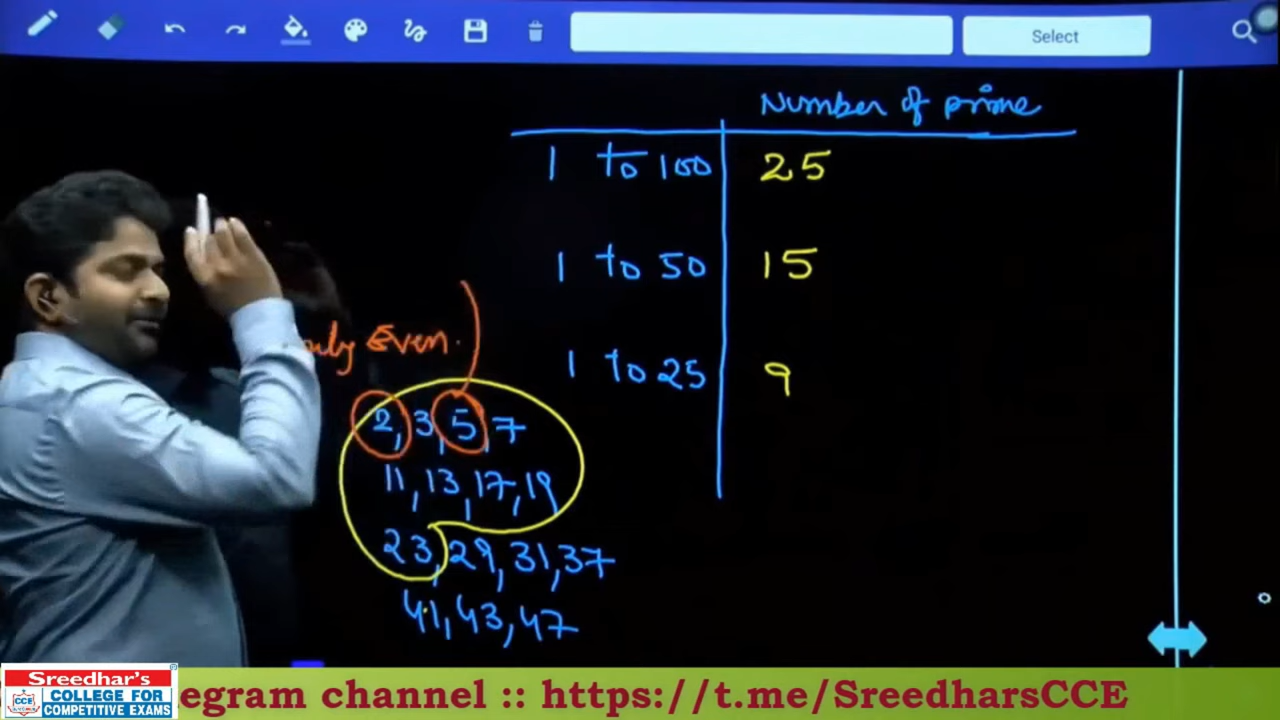 Select
Number of prime
1 to 100 25
1 to 50 15
1 to 25 9
Even.
2, 3, 5, 7
11, 13, 17, 19
23, 29, 31, 37
41, 43, 47
Sreedhar's
CCE
COLLEGE FOR
COMPETITIVE EXAMS
egram channel :: https://t.me/SreedharsCCE